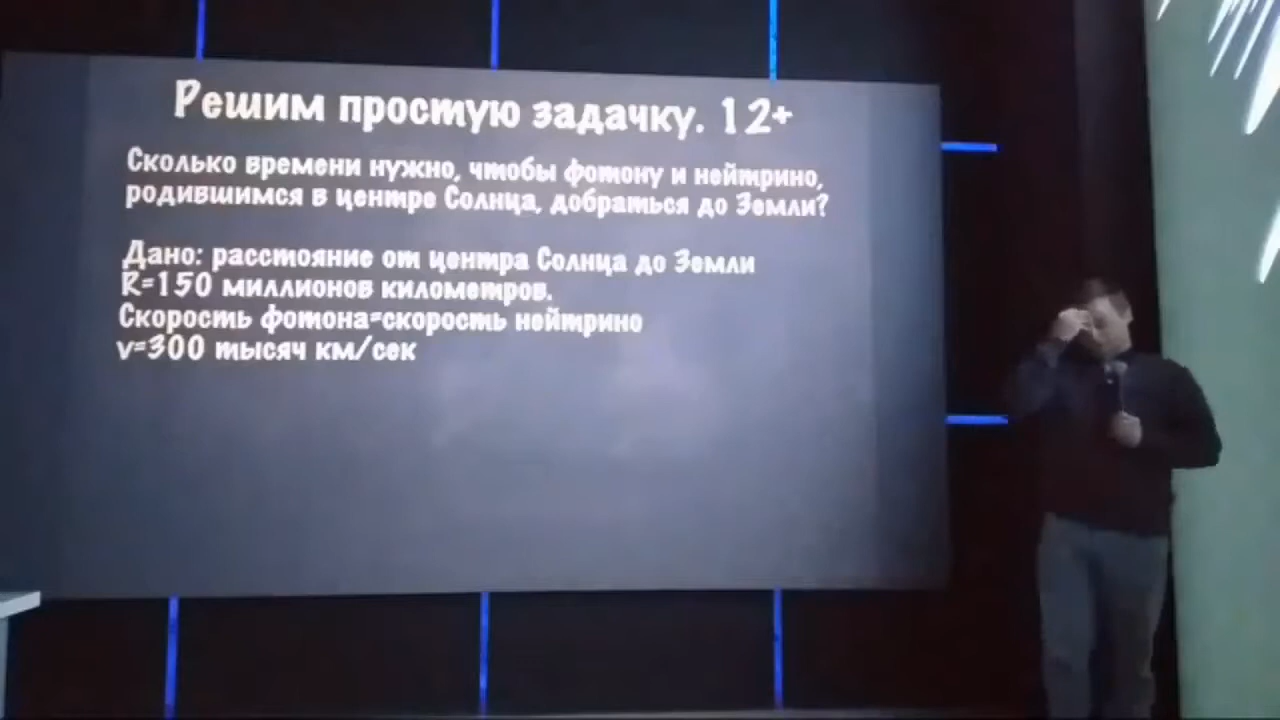 Решим простую задачку. 12+
Сколько времени нужно, чтобы фотону и нейтрино,
родившимся в центре Солнца, добраться до Земли?
Дано: расстояние от центра Солнца до Земли
R=150 миллионов километров.
Скорость фотона=скорость нейтрино
v=300 тысяч км/сек